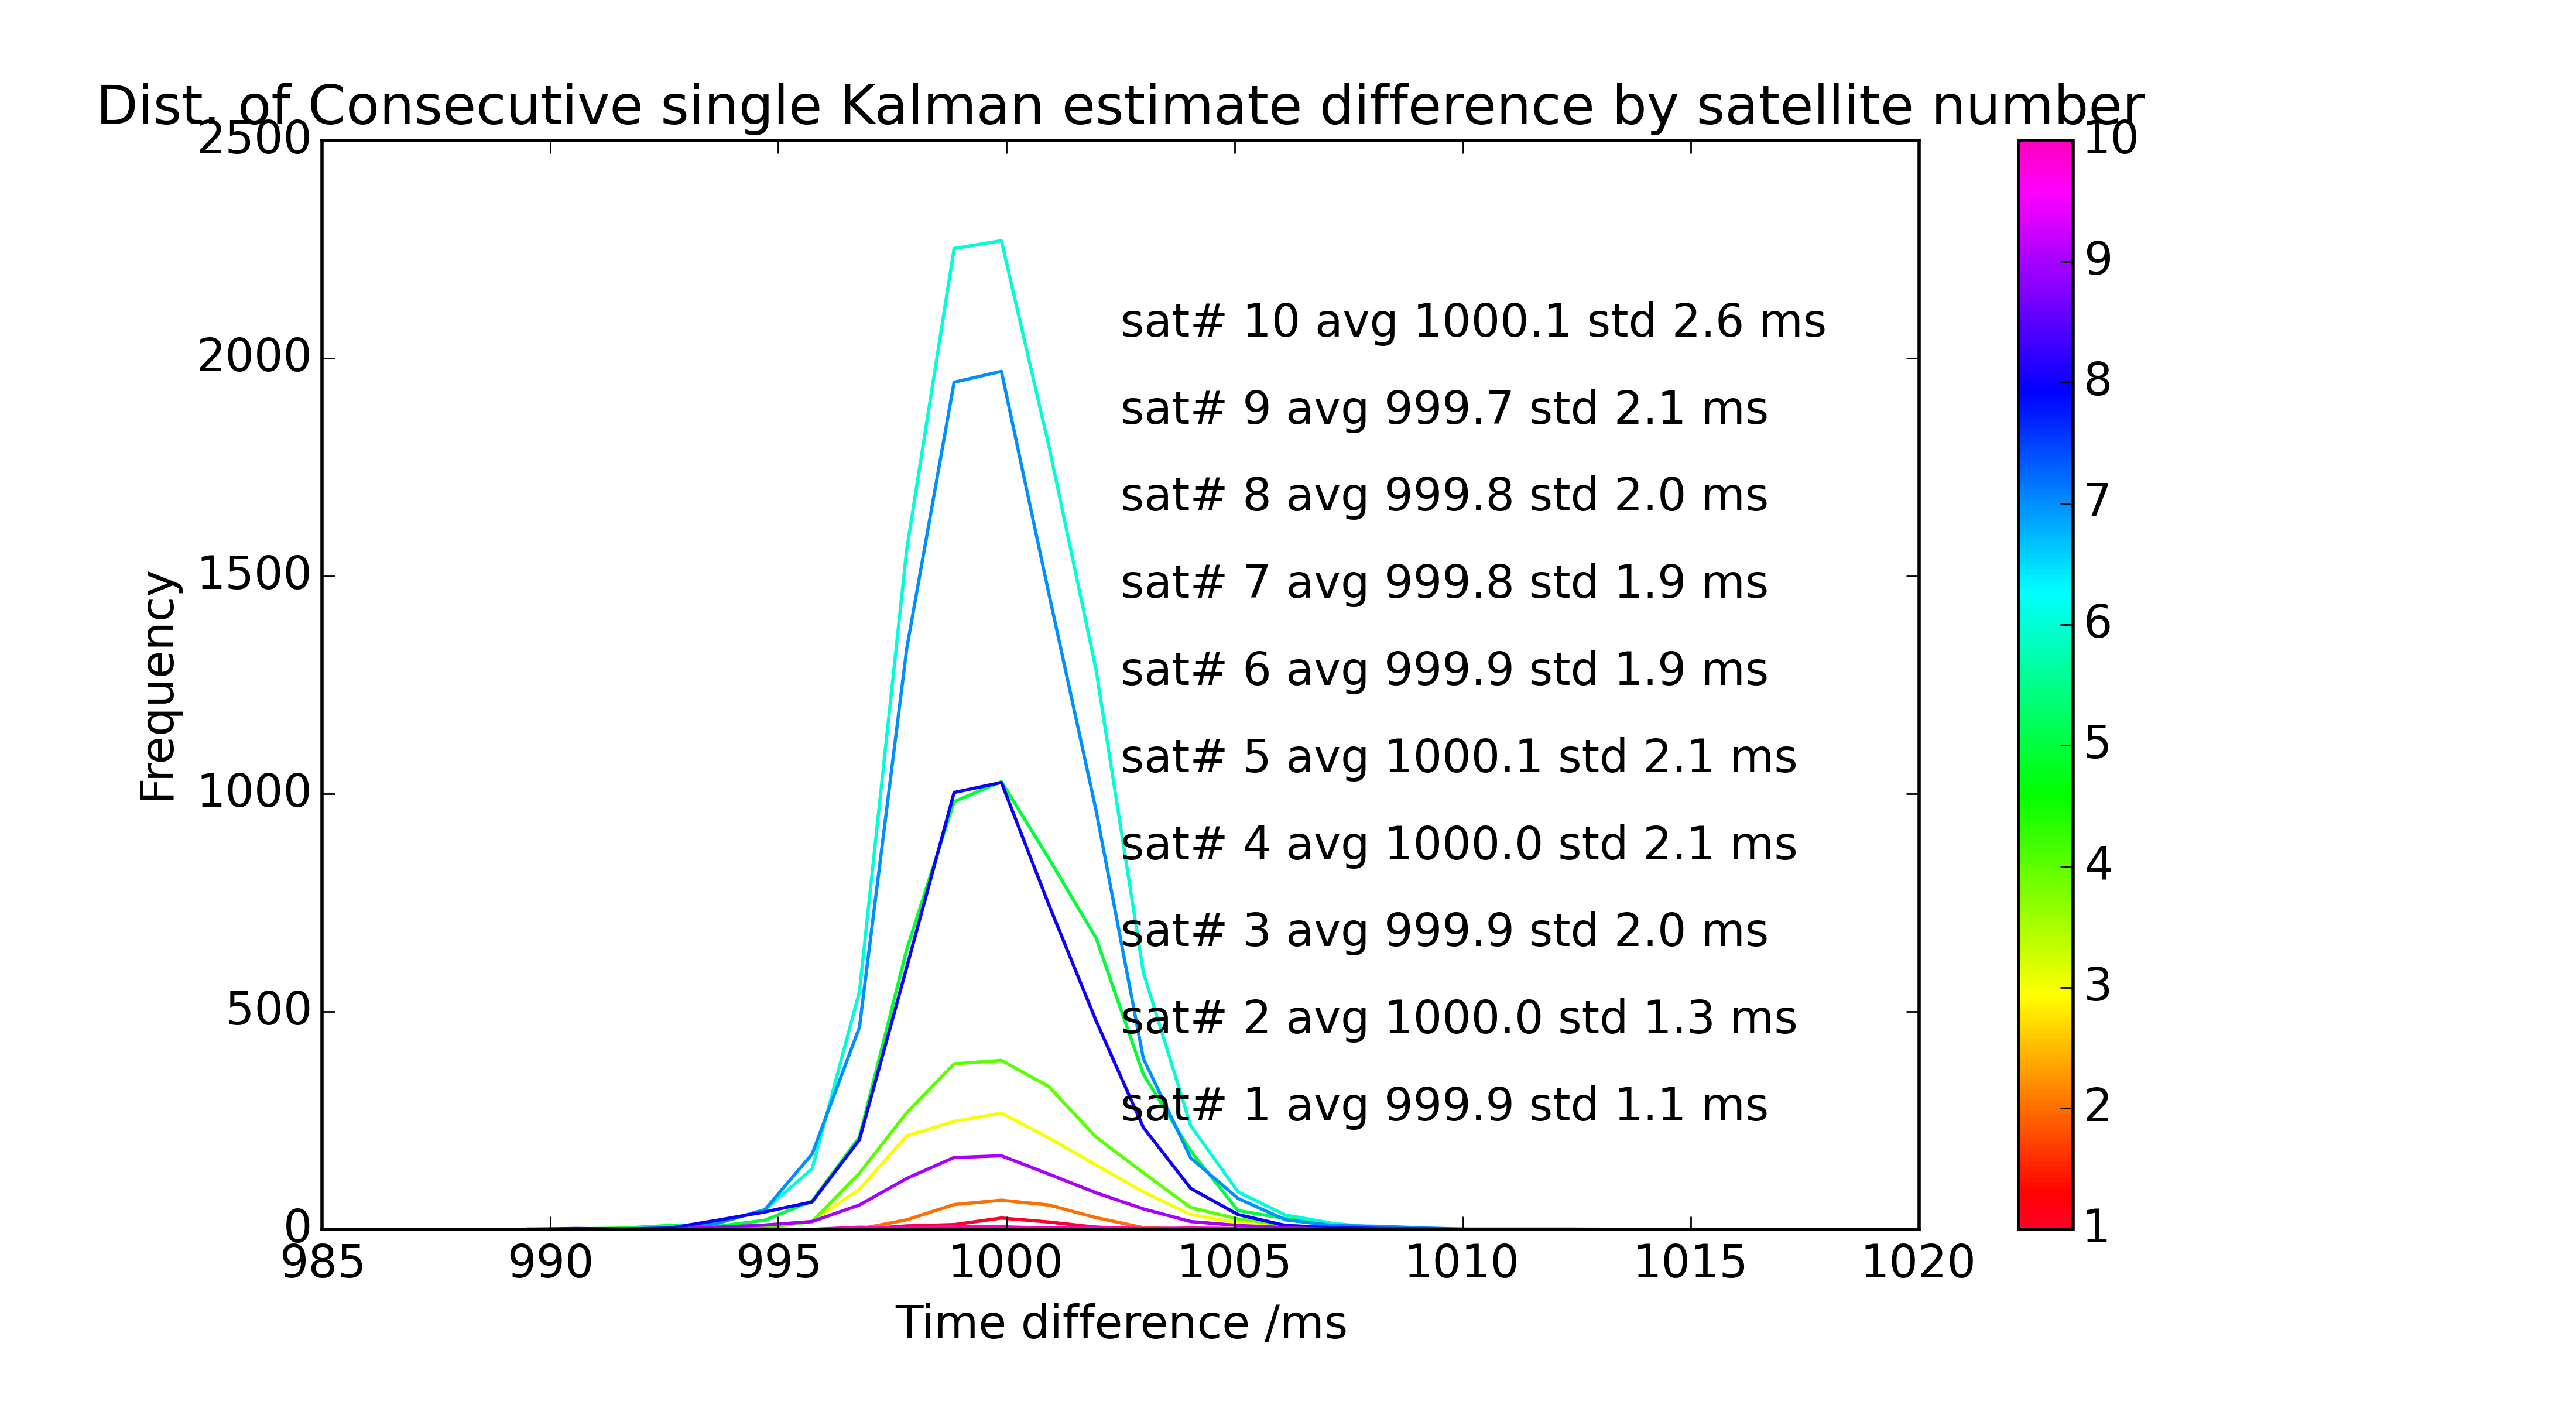 Dist. of Consecutive single Kalman estimate difference by satellite number
2500
2000
1500
1000
500
0
Frequency
sat# 10 avg 1000.1 std 2.6 ms
sat# 9 avg 999.7 std 2.1 ms
sat# 8 avg 999.8 std 2.0 ms
sat# 7 avg 999.8 std 1.9 ms
sat# 6 avg 999.9 std 1.9 ms
sat# 5 avg 1000.1 std 2.1 ms
sat# 4 avg 1000.0 std 2.1 ms
sat# 3 avg 999.9 std 2.0 ms
sat# 2 avg 1000.0 std 1.3 ms
sat# 1 avg 999.9 std 1.1 ms
10
9
8
7
6
5
4
3
2
1
985 990 995 1000 1005 1010 1015 1020
Time difference /ms